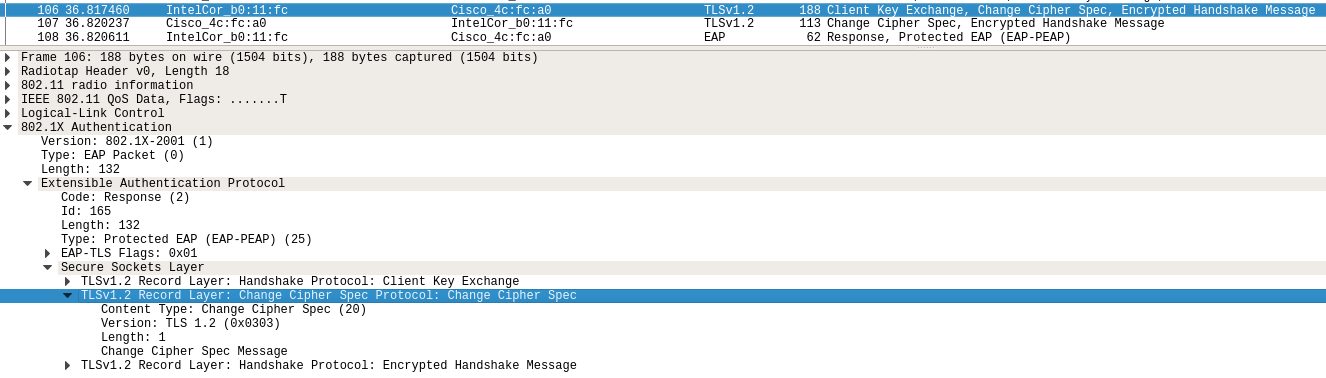 106 36.817460 IntelCor_b0:11:fc Cisco_4c:fc:a0 TLSv1.2 188 Client Key Exchange, Change Cipher Spec, Encrypted Handshake Message
107 36.820237 Cisco_4c:fc:a0 IntelCor_b0:11:fc TLSv1.2 113 Change Cipher Spec, Encrypted Handshake Message
108 36.820611 IntelCor_b0:11:fc Cisco_4c:fc:a0 EAP 62 Response, Protected EAP (EAP-PEAP)
Frame 106: 188 bytes on wire (1504 bits), 188 bytes captured (1504 bits)
Radiotap Header v0, Length 18
802.11 radio information
IEEE 802.11 QoS Data, Flags: .......T
Logical-Link Control
802.1X Authentication
Version: 802.1X-2001 (1)
Type: EAP Packet (0)
Length: 132
Extensible Authentication Protocol
Code: Response (2)
Id: 165
Length: 132
Type: Protected EAP (EAP-PEAP) (25)
EAP-TLS Flags: 0x01
Secure Sockets Layer
TLSv1.2 Record Layer: Handshake Protocol: Client Key Exchange
TLSv1.2 Record Layer: Change Cipher Spec Protocol: Change Cipher Spec
Content Type: Change Cipher Spec (20)
Version: TLS 1.2 (0x0303)
Length: 1
Change Cipher Spec Message
TLSv1.2 Record Layer: Handshake Protocol: Encrypted Handshake Message